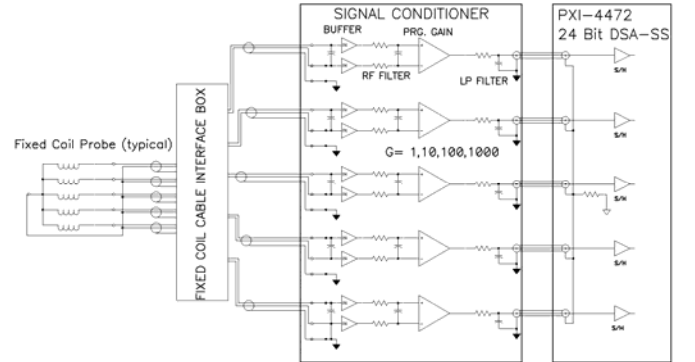 SIGNAL CONDITIONER
PXI-4472
24 Bit DSA-SS
BUFFER
PRG. GAIN
RF FILTER
LP FILTER
S/H
Fixed Coil Probe (typical)
FIXED COIL CABLE INTERFACE BOX
S/H
G= 1,10,100,1000
S/H
S/H
S/H